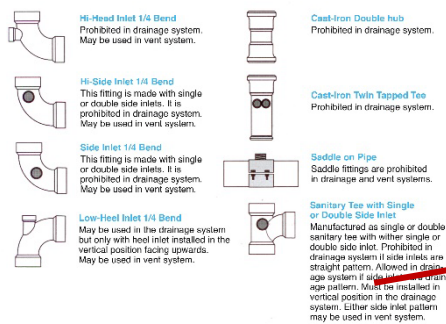 Hi-Head Inlet 1/4 Bend
Prohibited in drainage system.
May be used in vent system.
Hi-Side Inlet 1/4 Bend
This fitting is made with single
or double side inlets. It is
prohibited in drainage system.
May be used in vent system.
Side Inlet 1/4 Bend
This fitting is made with single
or double side inlets. It is
prohibited in drainage system.
May be used in vent system.
Low-Heel Inlet 1/4 Bend
May be used in the drainage system
but only with heel inlet installed in the
vertical position facing upwards.
May be used in vent system.
Cast-Iron Double hub
Prohibited in drainage system.
Cast-Iron Twin Tapped Tee
Prohibited in drainage system.
Saddle on Pipe
Saddle fittings are prohibited
in drainage and vent systems.
Sanitary Tee with Single
or Double Side Inlet
Manufactured as single or double
sanitary tee with wither single or
double side inlet. Prohibited in
drainage system if side inlets are
straight pattern. Allowed in drain-
age system if side drain-
age pattern. Must be installed in
vertical position in the drainage
system. Either side inlet pattern
may be used in vent system.